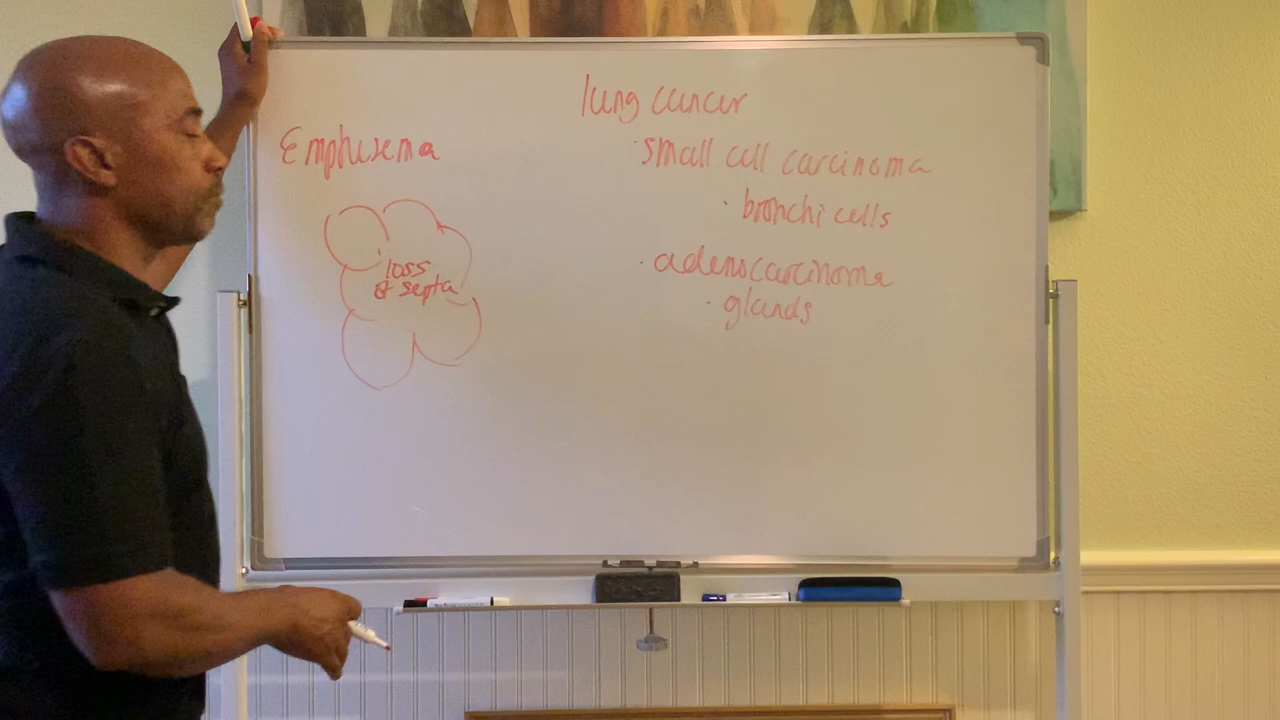 lung cancer
Emphysema
small cell carcinoma
bronchi cells
loss
of septa
adenocarcinoma
glands